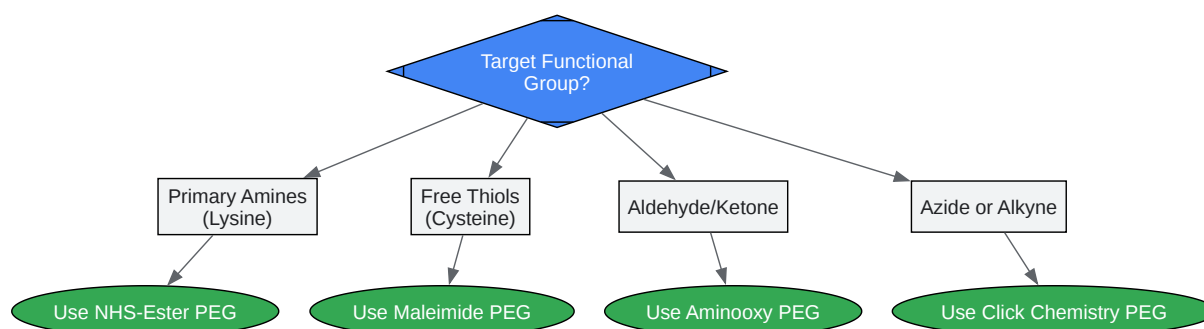 Target Functional
Group?
Primary Amines
(Lysine)
Free Thiols
(Cysteine)
Aldehyde/Ketone
Azide or Alkyne
Use NHS-Ester PEG
Use Maleimide PEG
Use Aminooxy PEG
Use Click Chemistry PEG